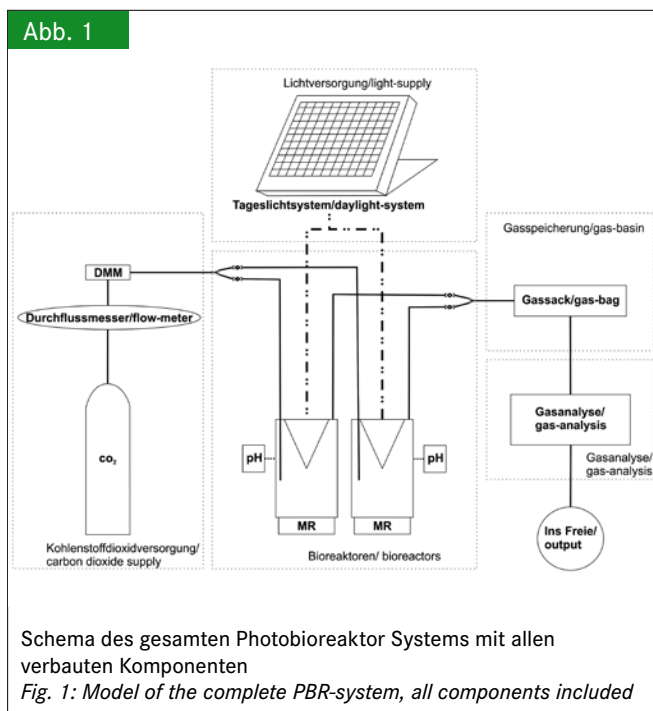 Abb. 1
Lichtversorgung/light-supply
Tageslichtsystem/daylight-system
Gasspeicherung/gas-basin
DMM
Gassack/gas-bag
Durchflussmesser/flow-meter
Gasanalyse/
gas-analysis
co₂
pH
pH
Gasanalyse/
gas-analysis
MR
MR
Ins Freie/
output
Kohlenstoffdioxidversorgung/
carbon dioxide supply
Bioreaktoren/ bioreactors
Schema des gesamten Photobioreaktor Systems mit allen
verbauten Komponenten
Fig. 1: Model of the complete PBR-system, all components included